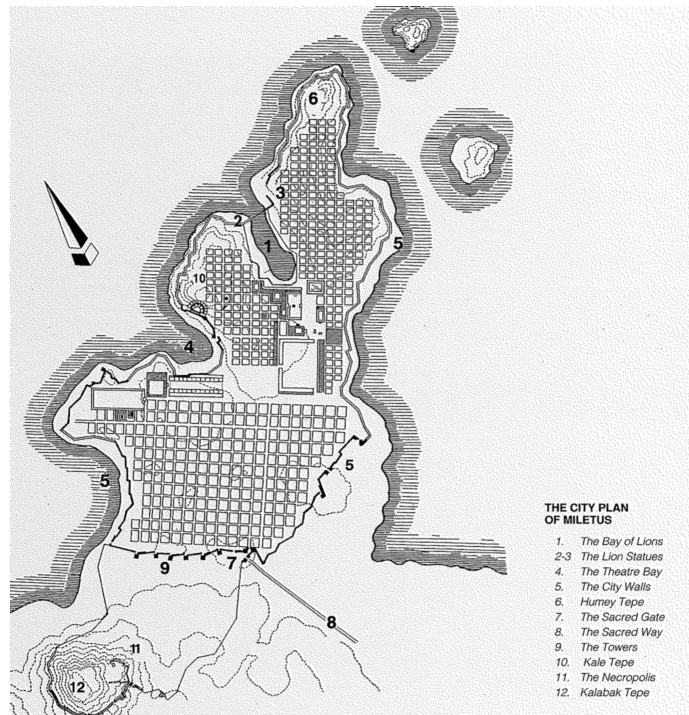 6
3
2
5
1
10
4
5
5
9
7
8
11
12
THE CITY PLAN
OF MILETUS
1. The Bay of Lions
2-3 The Lion Statues
4. The Theatre Bay
5. The City Walls
6. Humey Tepe
7. The Sacred Gate
8. The Sacred Way
9. The Towers
10. Kale Tepe
11. The Necropolis
12. Kalabak Tepe